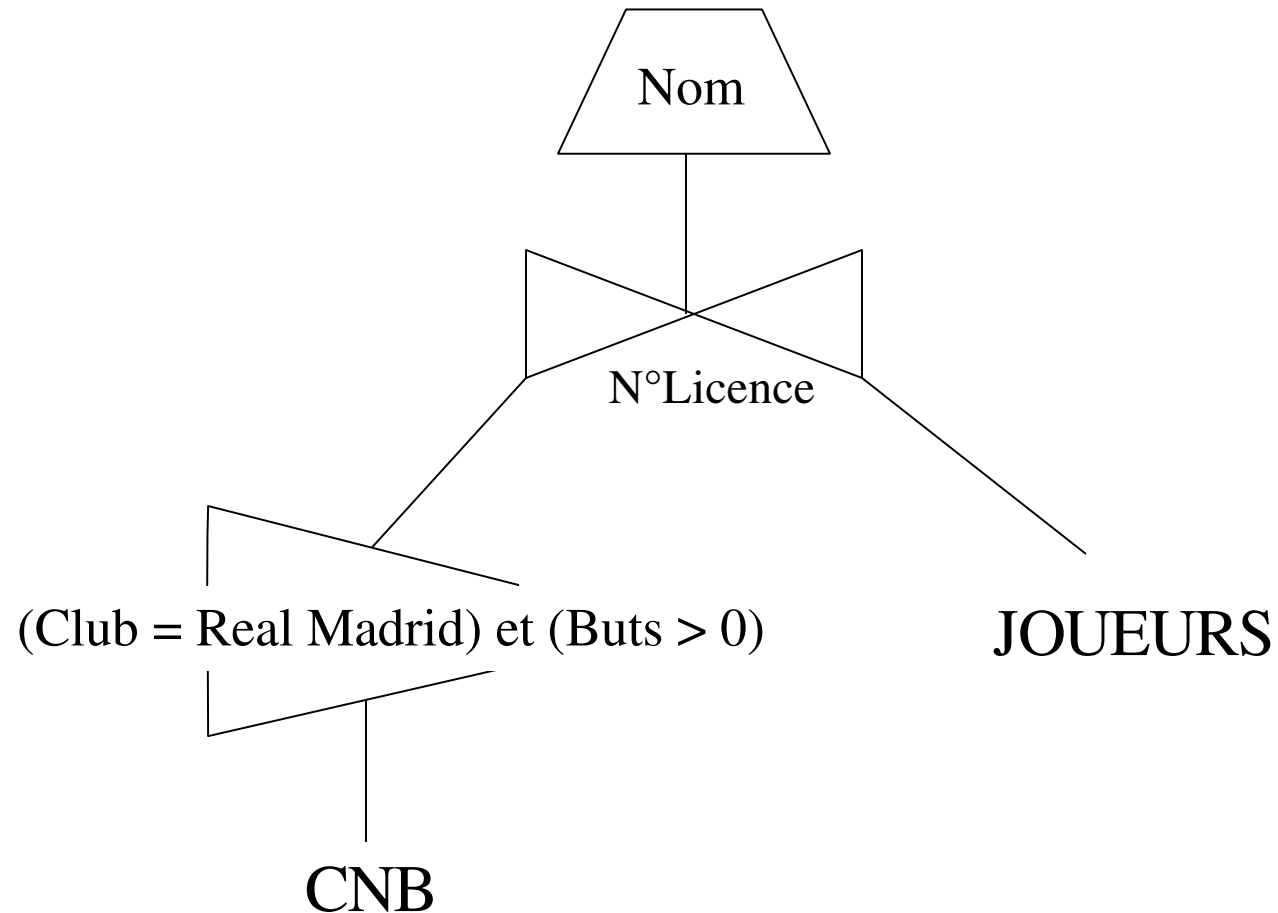 Nom
N°Licence
(Club = Real Madrid) et (Buts > 0)
JOUEURS
CNB